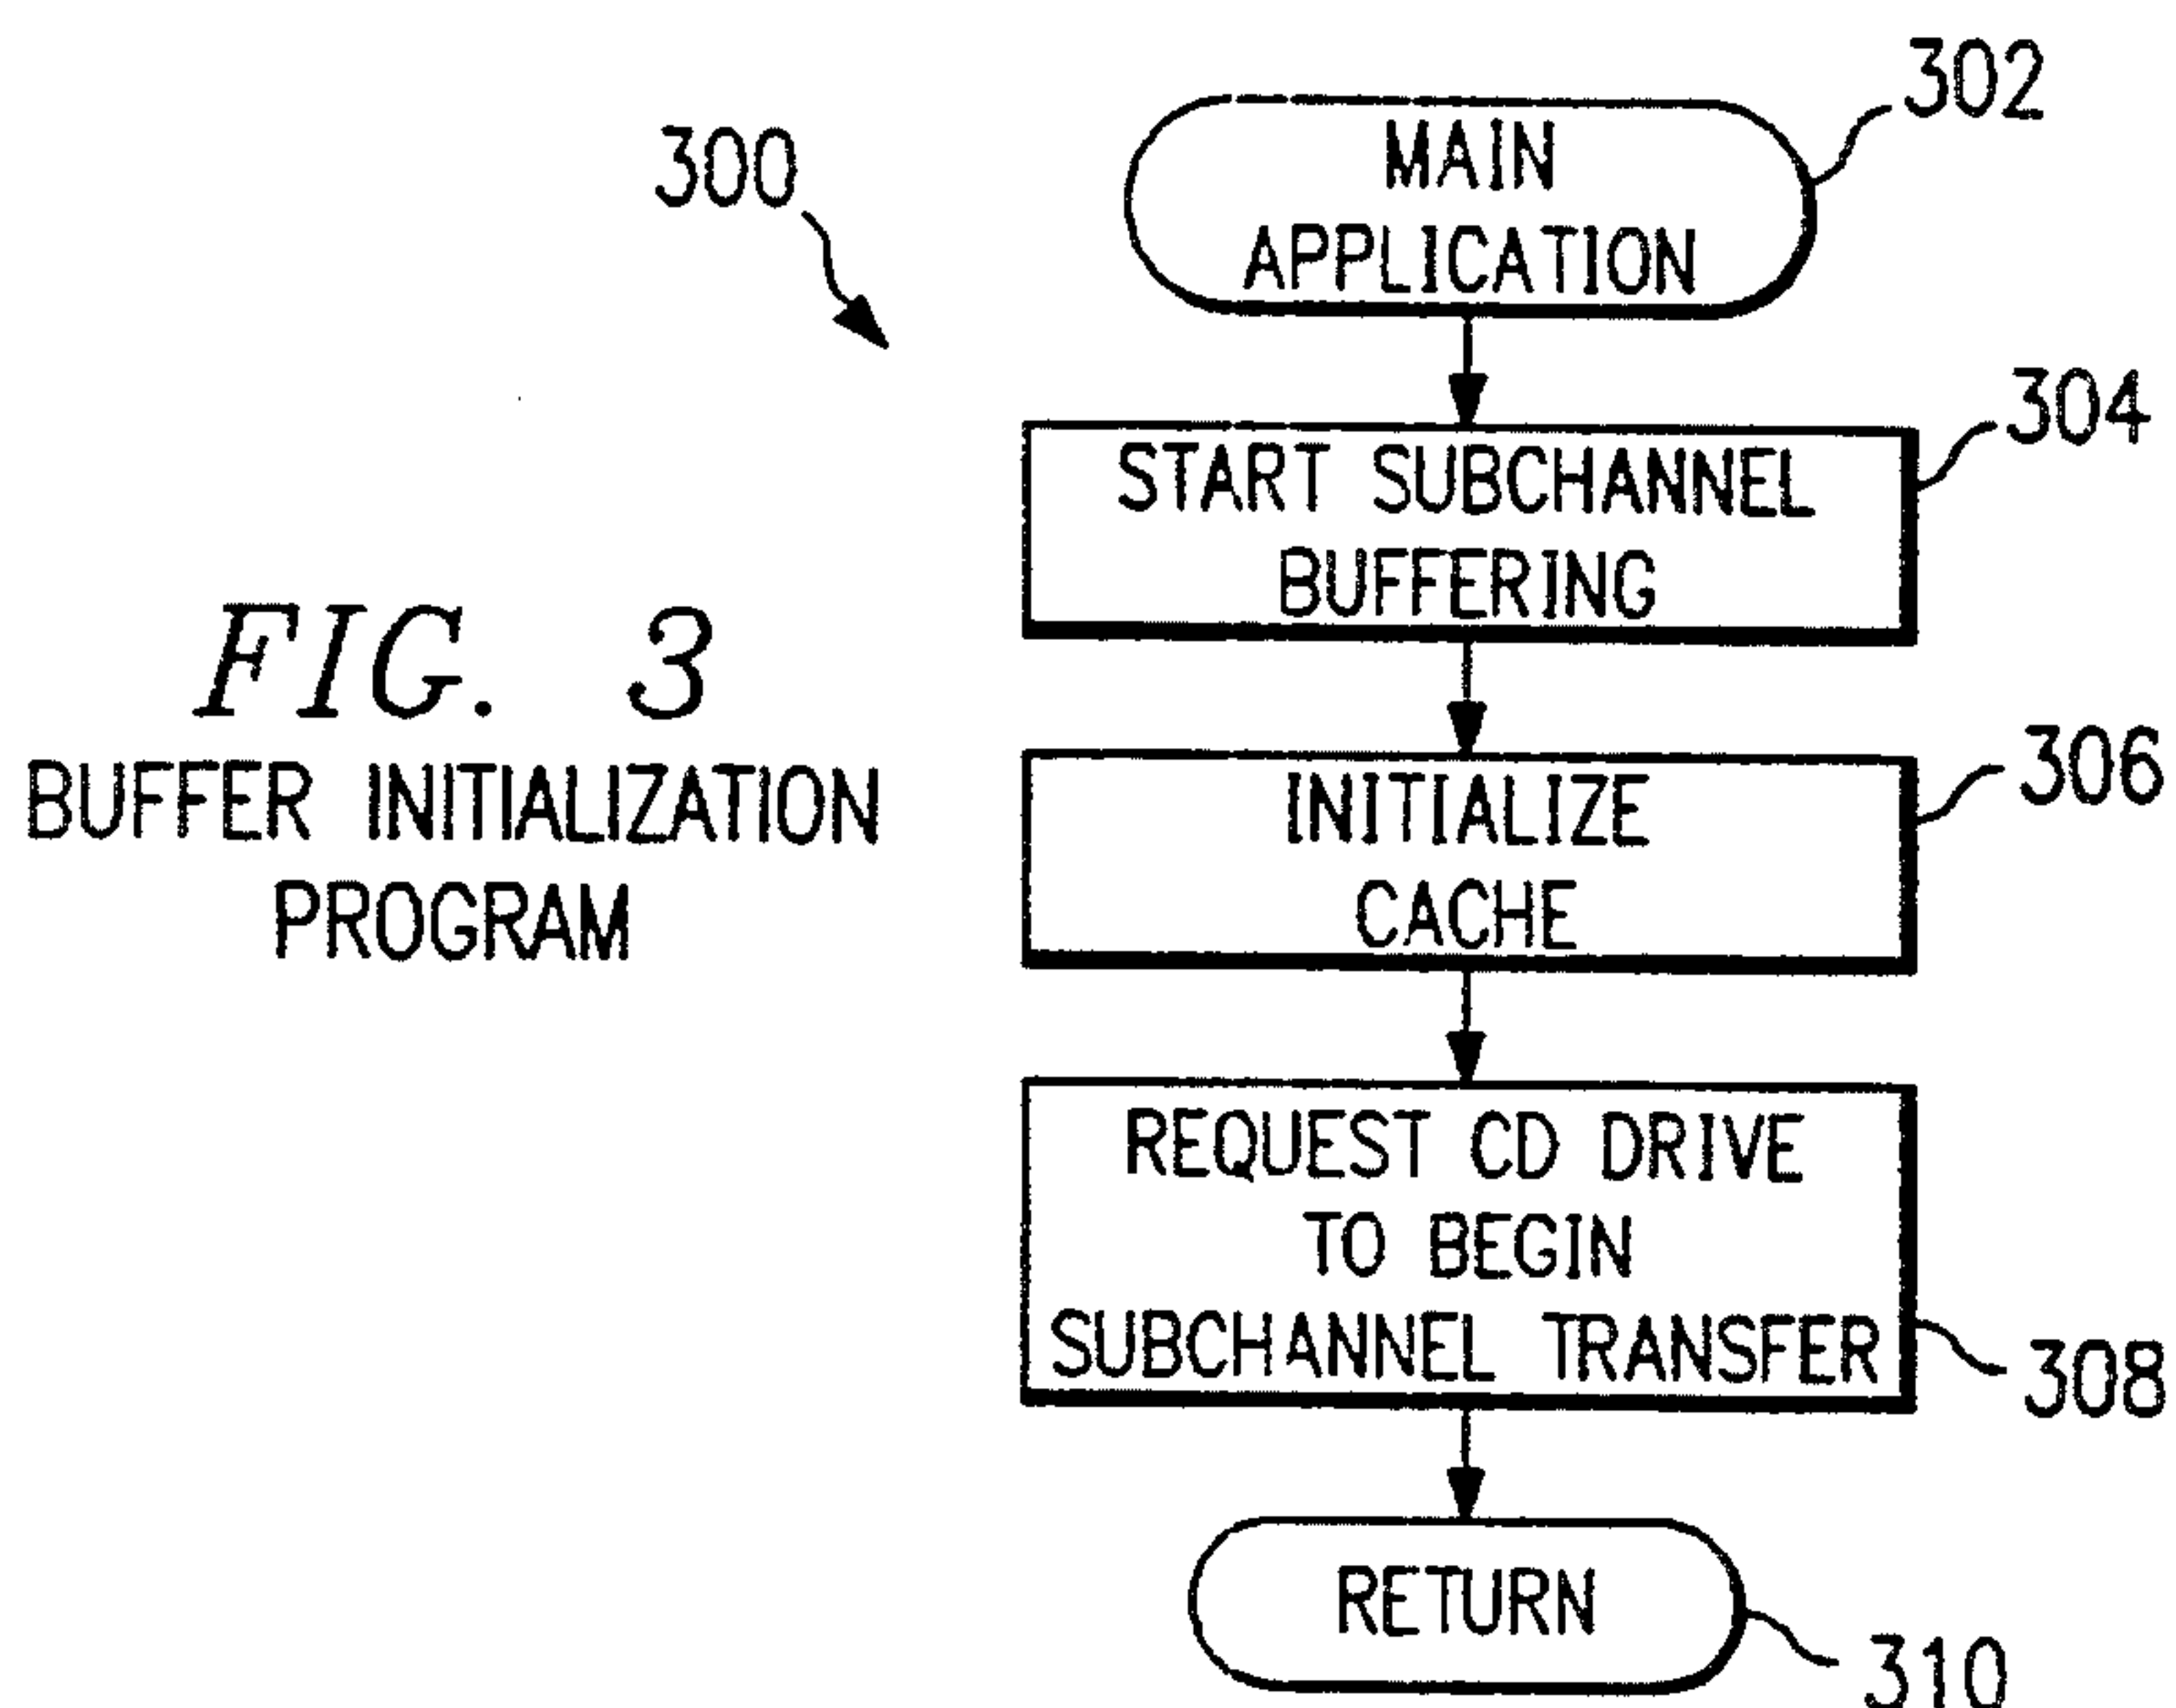 300
302
MAIN
APPLICATION
304
START SUBCHANNEL
BUFFERING
FIG. 3
BUFFER INITIALIZATION
PROGRAM
306
INITIALIZE
CACHE
REQUEST CD DRIVE
TO BEGIN
SUBCHANNEL TRANSFER
308
RETURN
310